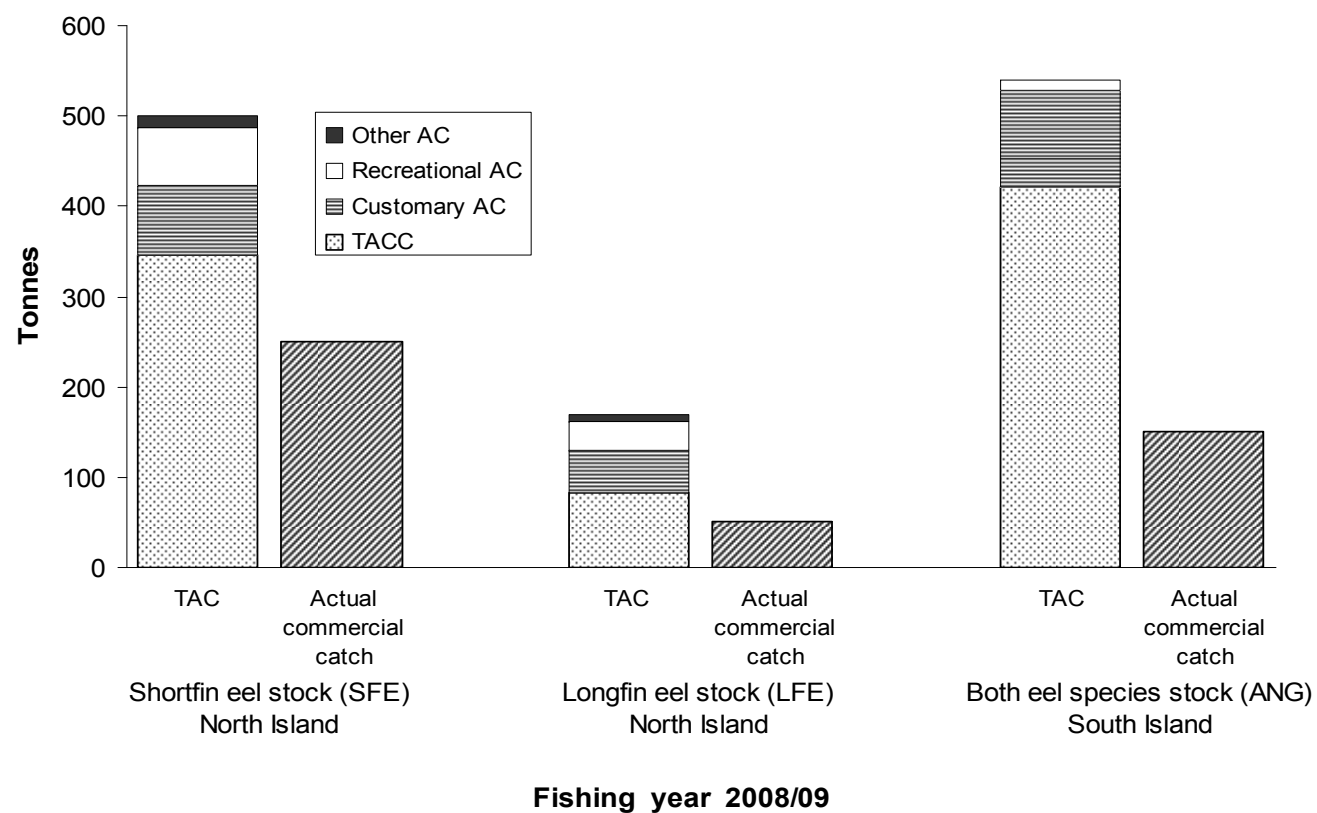 600
500
400
300
200
100
0
Tonnes
Other AC
Recreational AC
Customary AC
TACC
TAC
Actual
commercial
catch
TAC
Actual
commercial
catch
TAC
Actual
commercial
catch
Shortfin eel stock (SFE)
North Island
Longfin eel stock (LFE)
North Island
Both eel species stock (ANG)
South Island
Fishing year 2008/09